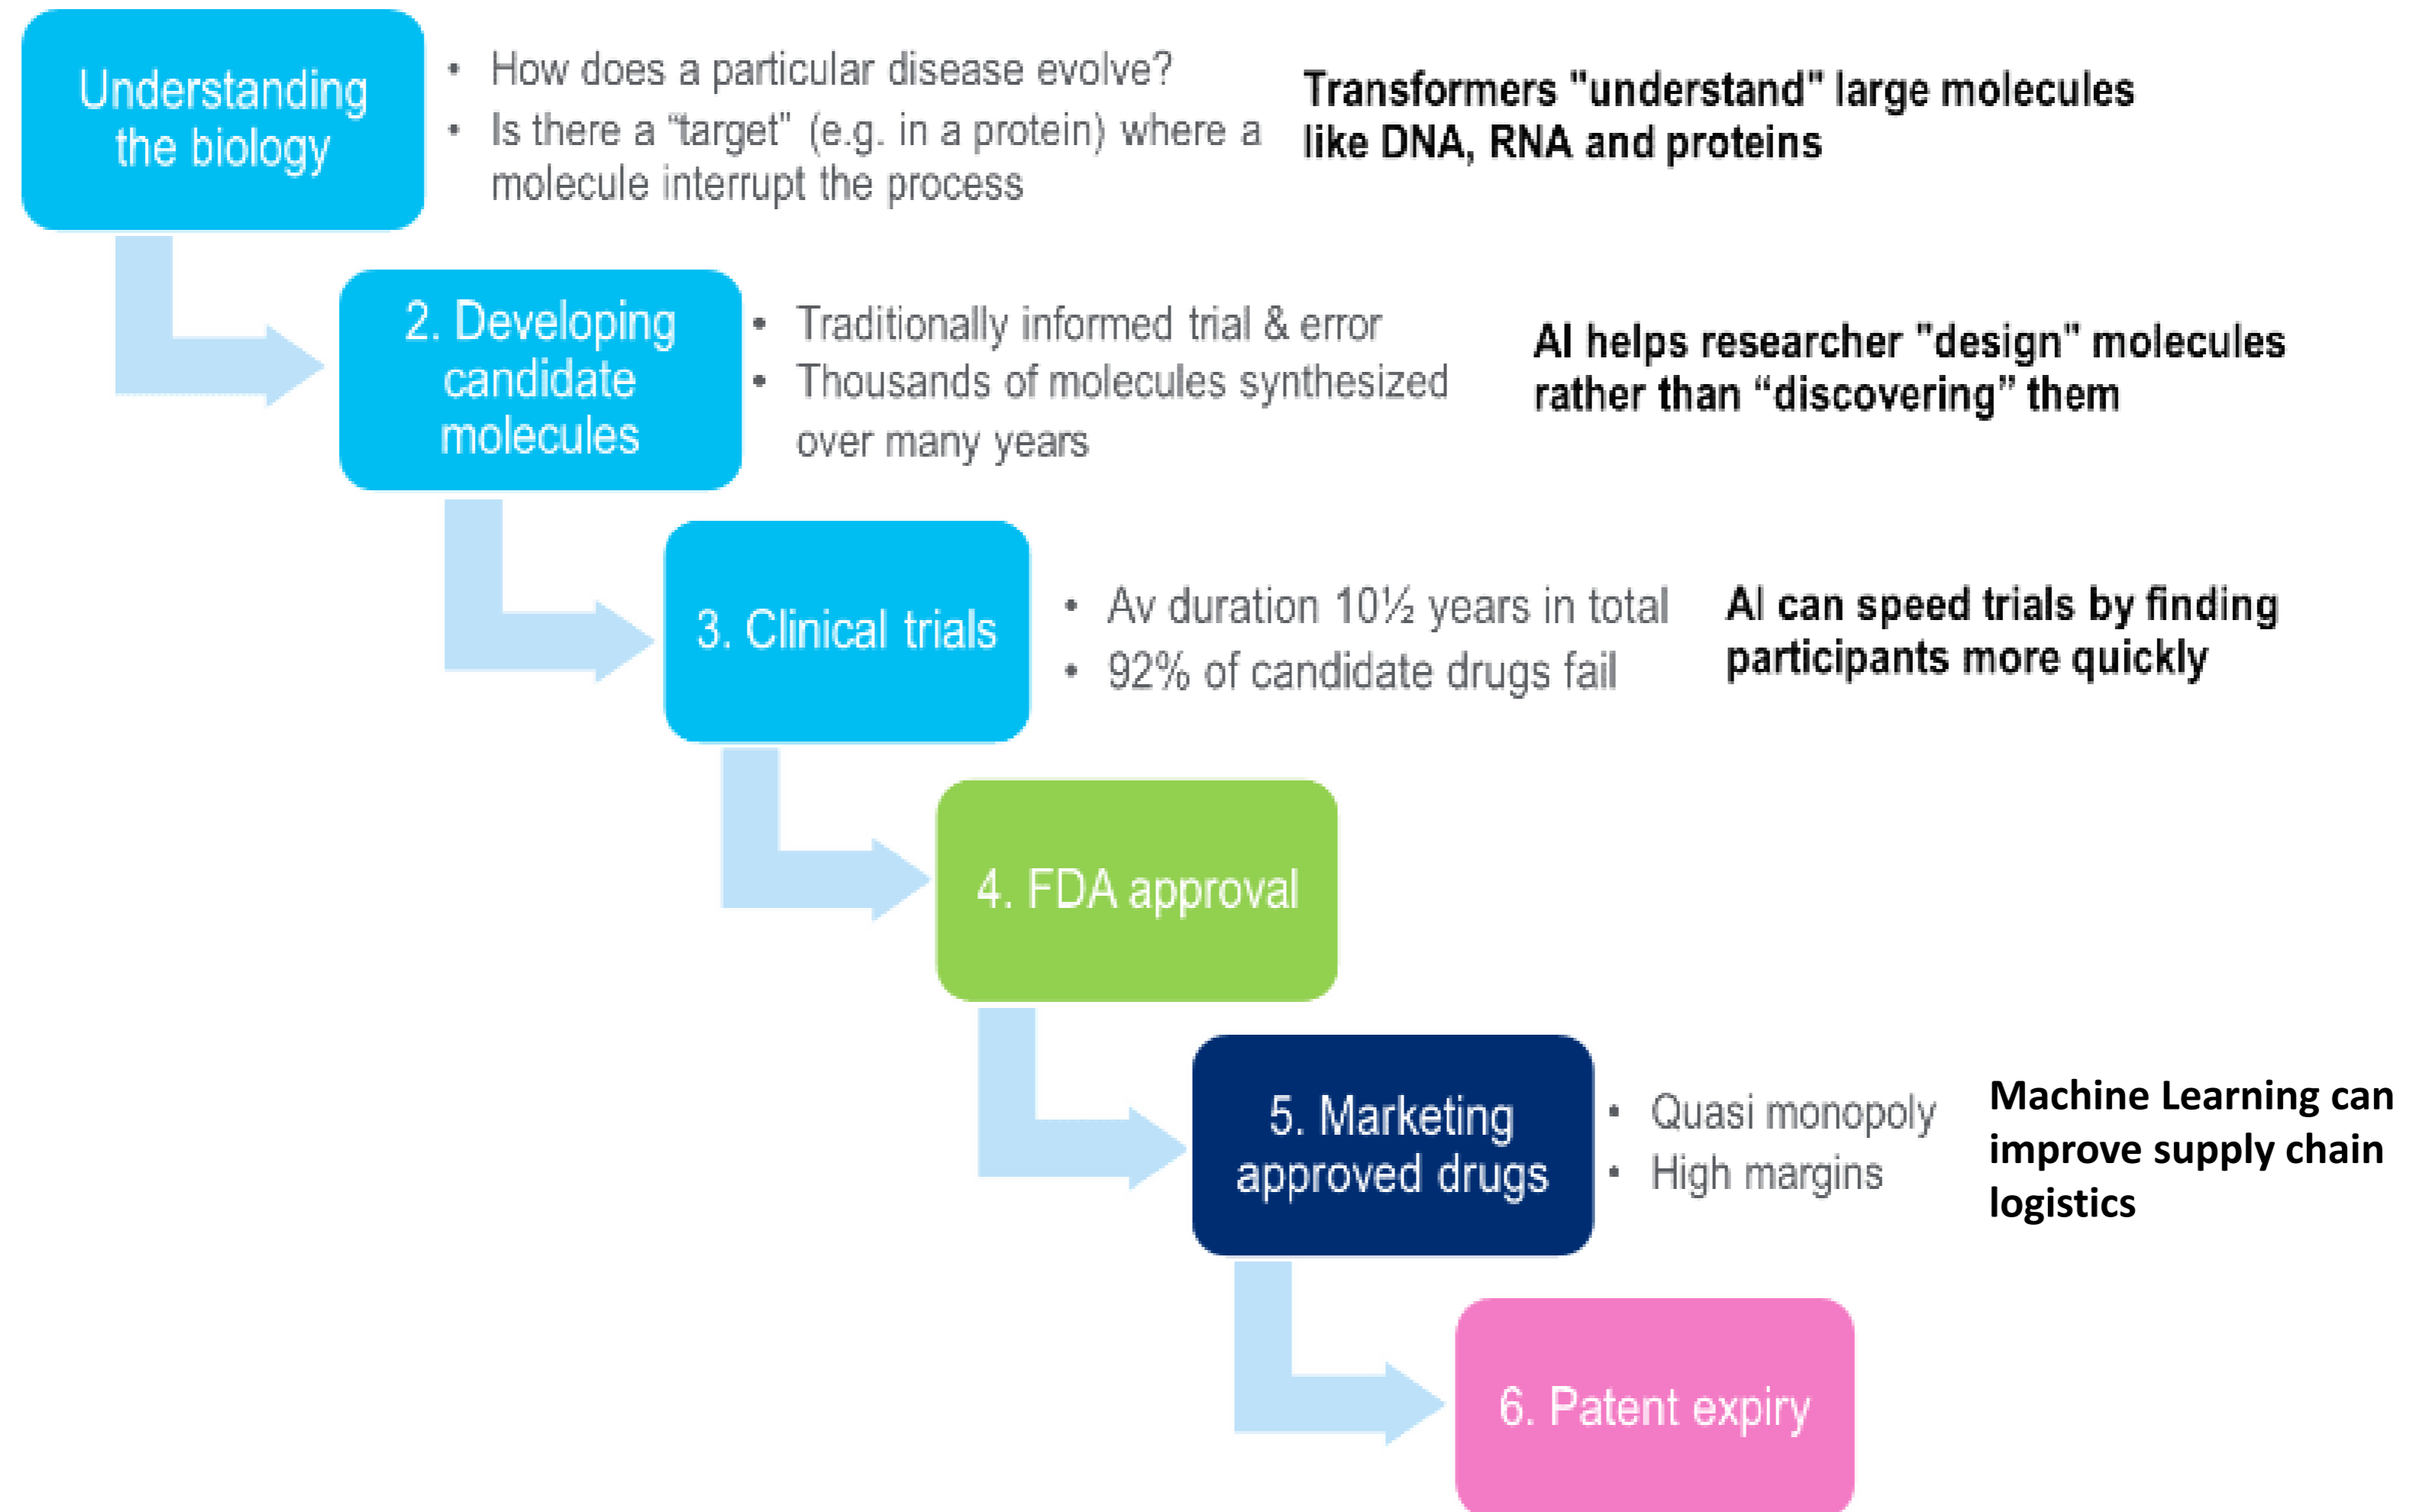 Understanding
the biology
• How does a particular disease evolve?
• Is there a “target” (e.g. in a protein) where a
molecule interrupt the process
Transformers "understand" large molecules
like DNA, RNA and proteins
2. Developing
candidate
molecules
• Traditionally informed trial & error
• Thousands of molecules synthesized
over many years
AI helps researcher "design" molecules
rather than “discovering” them
3. Clinical trials
• Av duration 10½ years in total
• 92% of candidate drugs fail
AI can speed trials by finding
participants more quickly
4. FDA approval
5. Marketing
approved drugs
• Quasi monopoly
• High margins
Machine Learning can
improve supply chain
logistics
6. Patent expiry